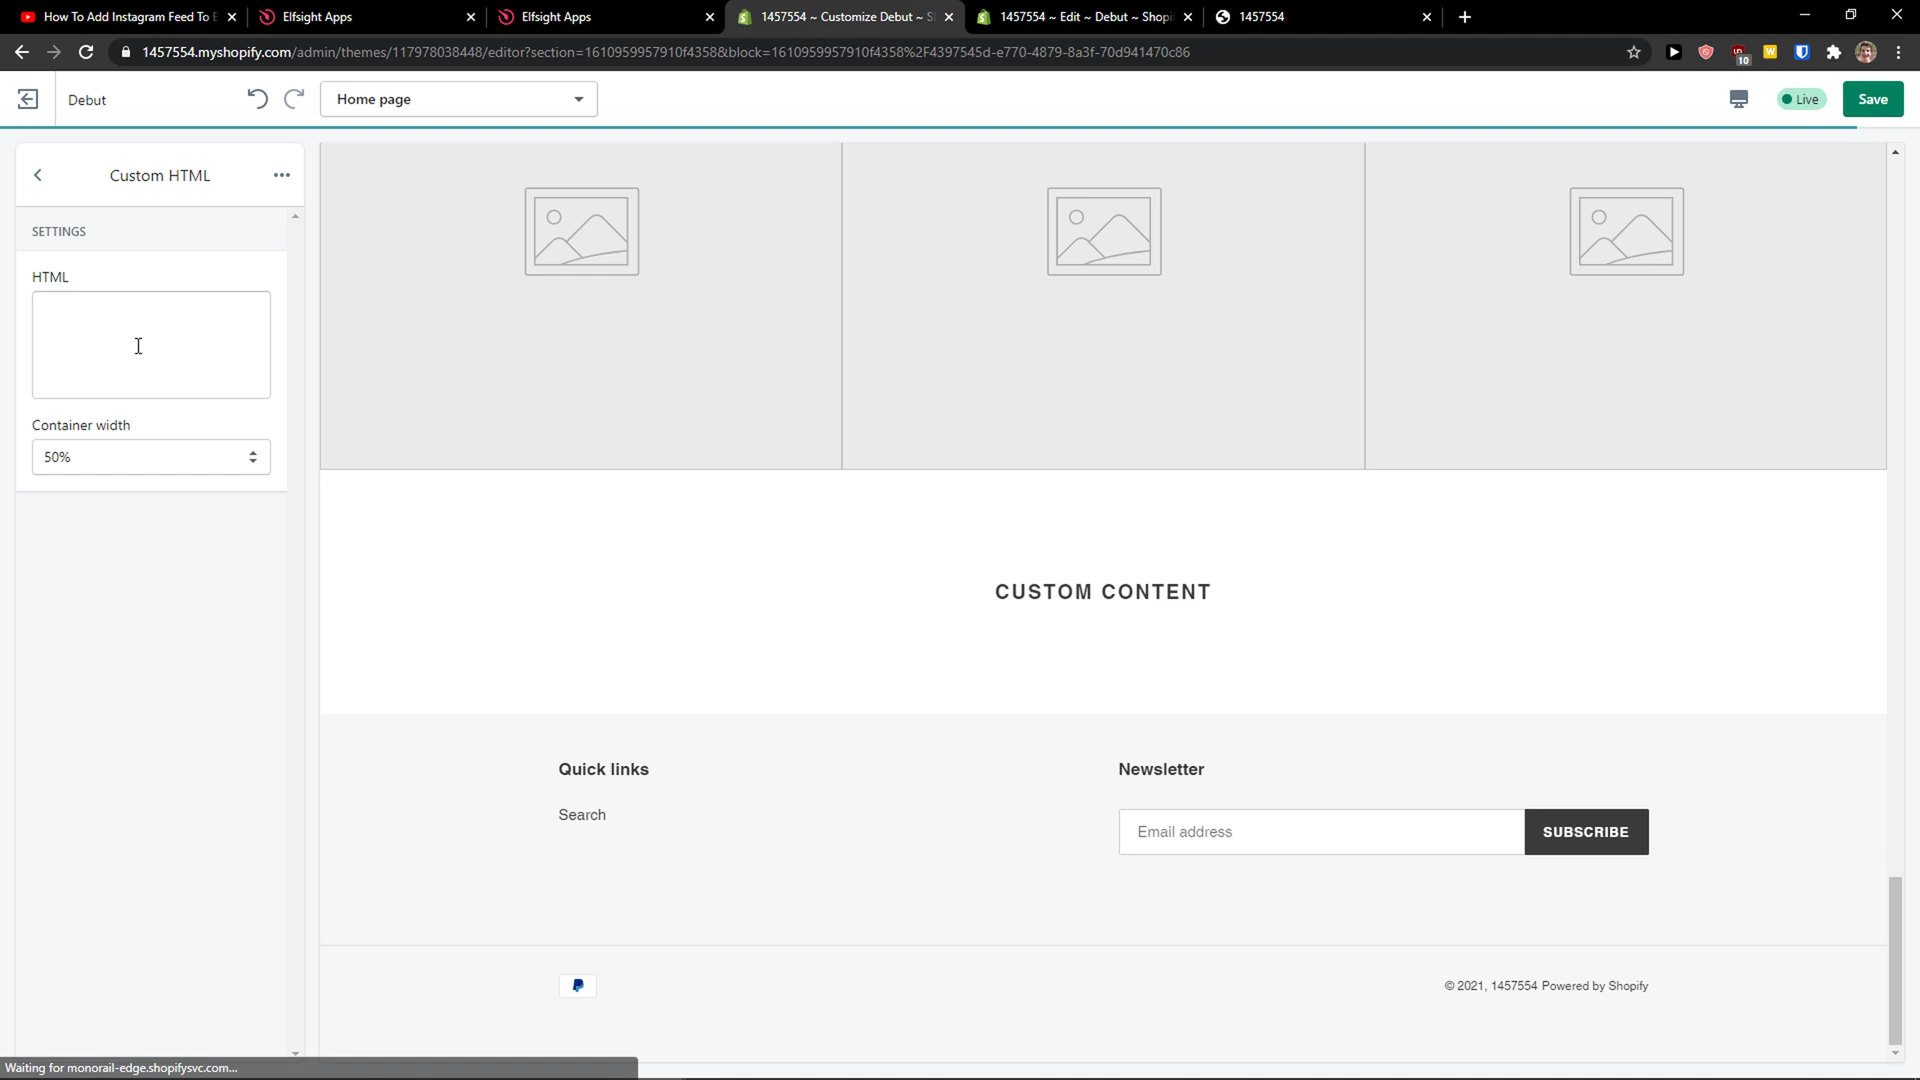 How To Add Instagram Feed To E
Elfsight Apps
Elfsight Apps
1457554 ~ Customize Debut ~ S
1457554 ~ Edit ~ Debut ~ Shopi
1457554
1457554.myshopify.com/admin/themes/117978038448/editor?section=1610959957910f4358&block=1610959957910f4358%2F4397545d-e770-4879-8a3f-70d941470c86
10
W
Debut
Home page
Live
Save
Custom HTML
SETTINGS
HTML
Container width
50%
CUSTOM CONTENT
Quick links
Newsletter
Search
Email address
SUBSCRIBE
© 2021, 1457554 Powered by Shopify
Waiting for monorail-edge.shopifysvc.com...